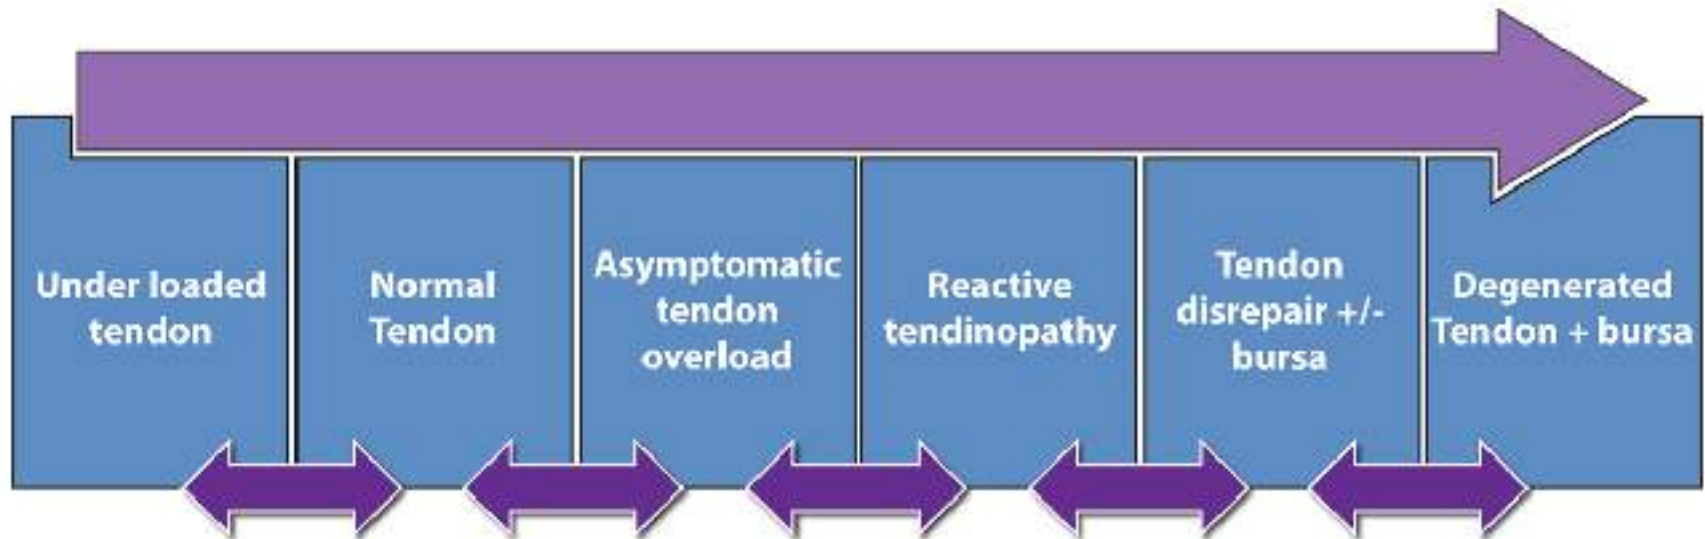 Under loaded
tendon
Normal
Tendon
Asymptomatic
tendon
overload
Reactive
tendinopathy
Tendon
disrepair +/-
bursa
Degenerated
Tendon + bursa